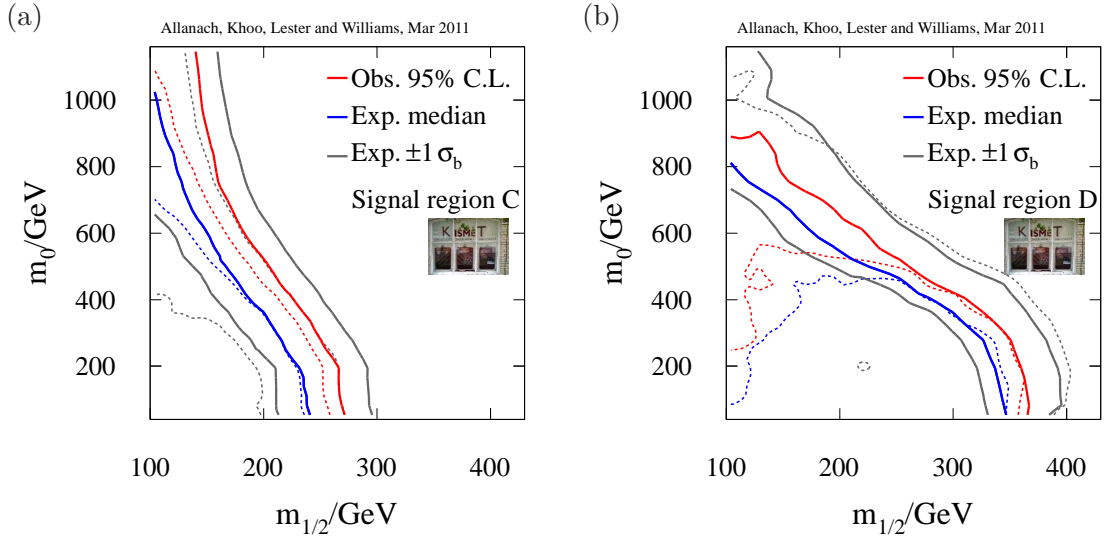 (a)
Allanach, Khoo, Lester and Williams, Mar 2011
Obs. 95% C.L.
Exp. median
Exp. ±1 σb
Signal region C
KISMET
m0/GeV
1000
800
600
400
200
100
200
300
400
m1/2/GeV
(b)
Allanach, Khoo, Lester and Williams, Mar 2011
Obs. 95% C.L.
Exp. median
Exp. ±1 σb
Signal region D
KISMET
m0/GeV
1000
800
600
400
200
100
200
300
400
m1/2/GeV